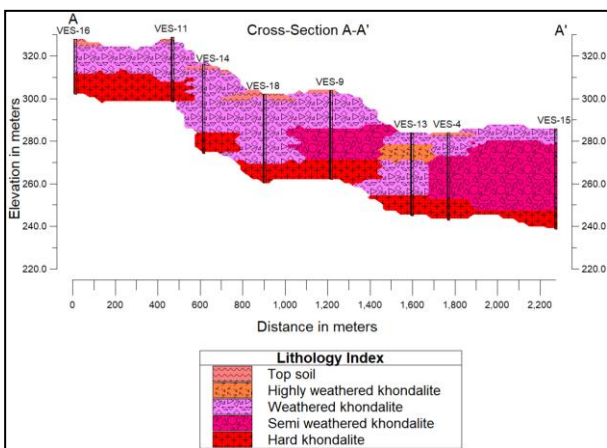 A
Cross-Section A-A'
A'
VES-16
VES-11
VES-14
VES-18
VES-9
VES-13
VES-4
VES-15
Elevation in meters
320.0
300.0
280.0
260.0
240.0
220.0
320.0
300.0
280.0
260.0
240.0
220.0
0
200
400
600
800
1,000
1,200
1,400
1,600
1,800
2,000
2,200
Distance in meters
Lithology Index
Top soil
Highly weathered khondalite
Weathered khondalite
Semi weathered khondalite
Hard khondalite